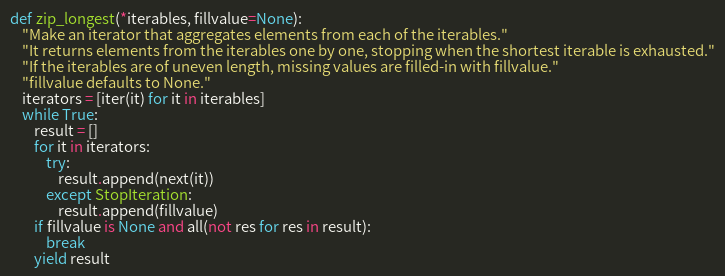 def zip_longest(*iterables, fillvalue=None):
    "Make an iterator that aggregates elements from each of the iterables."
    "It returns elements from the iterables one by one, stopping when the shortest iterable is exhausted."
    "If the iterables are of uneven length, missing values are filled-in with fillvalue."
    "fillvalue defaults to None."
    iterators = [iter(it) for it in iterables]
    while True:
        result = []
        for it in iterators:
            try:
                result.append(next(it))
            except StopIteration:
                result.append(fillvalue)
        if fillvalue is None and all(not res for res in result):
            break
        yield result